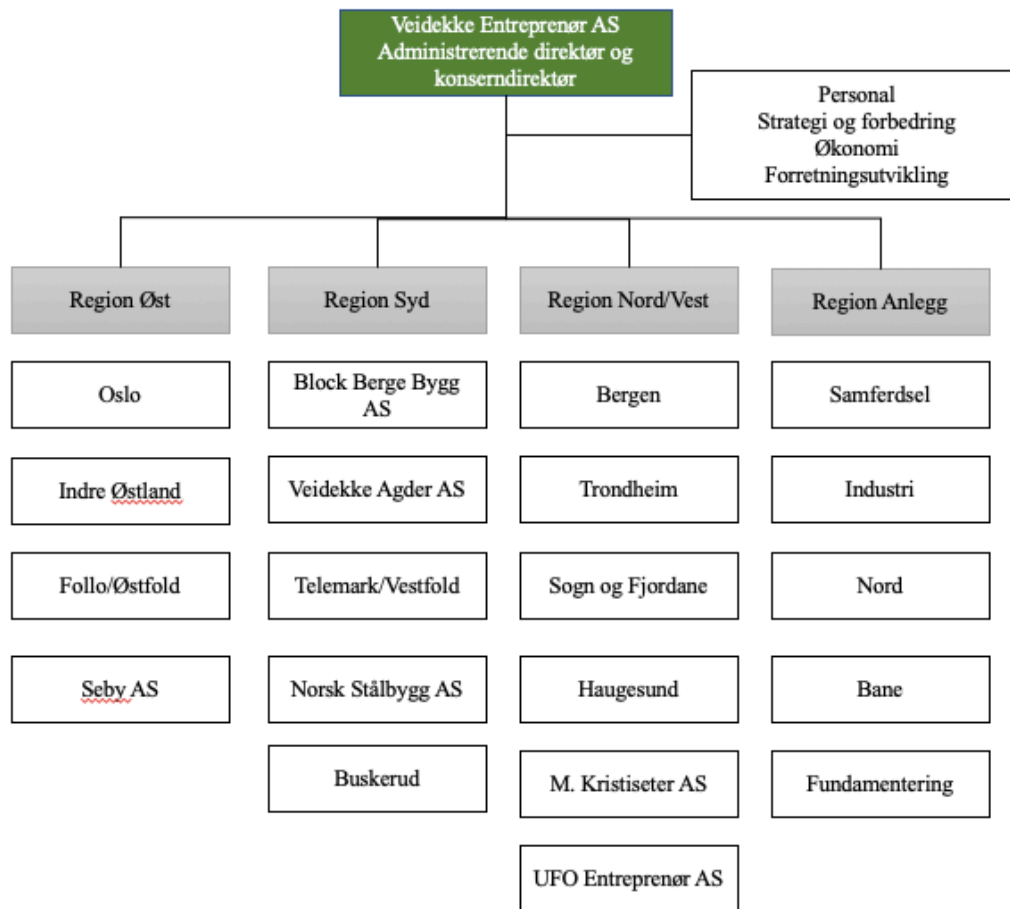 Veidekke Entreprenør AS
Administrerende direktør og
konserndirektør
Personal
Strategi og forbedring
Økonomi
Forretningsutvikling
Region Øst
Region Syd
Region Nord/Vest
Region Anlegg
Oslo
Block Berge Bygg
AS
Bergen
Samferdsel
Indre Østland
Veidekke Agder AS
Trondheim
Industri
Follo/Østfold
Telemark/Vestfold
Sogn og Fjordane
Nord
Seby AS
Norsk Stålbygg AS
Haugesund
Bane
Buskerud
M. Kristiseter AS
Fundamentering
UFO Entreprenør AS